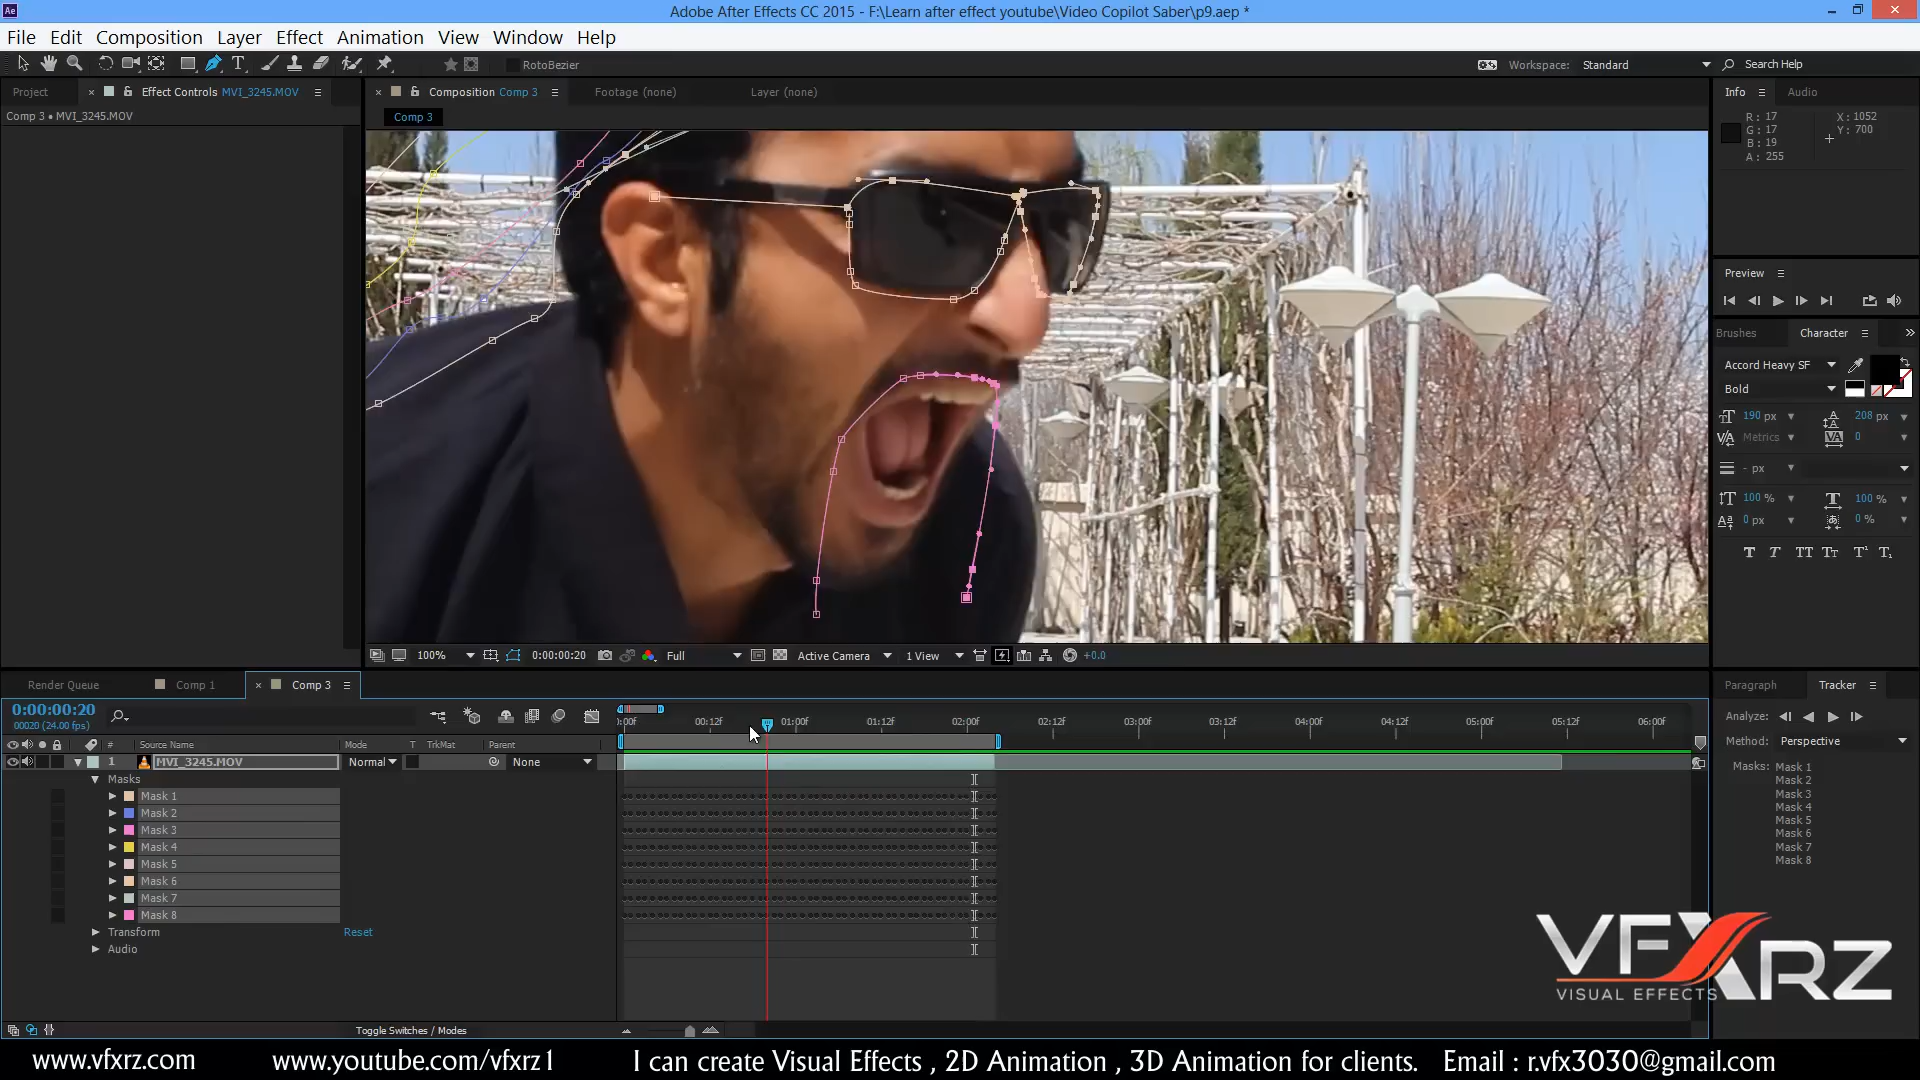 Adobe After Effects CC 2015 - F:\Learn after effect youtube\Video Copilot Saber\p9.aep *
File Edit Composition Layer Effect Animation View Window Help
RotoBezier
Workspace: Standard
Search Help
Project
Effect Controls MVI_3245.MOV
Composition Comp 3
Footage (none)
Layer (none)
Info
Audio
Comp 3 • MVI_3245.MOV
Comp 3
R: 17
G: 17
B: 19
A: 255
X: 1052
Y: 700
Preview
Brushes
Character
Accord Heavy SF
Bold
190 px
208 px
Metrics
0
- px
100 %
100 %
0 px
0 %
100%
0:00:00:20
Full
Active Camera
1 View
+0.0
Render Queue
Comp 1
Comp 3
Paragraph
Tracker
0:00:00:20
00020 (24.00 fps)
:00f 00:12f 01:00f 01:12f 02:00f 02:12f 03:00f 03:12f 04:00f 04:12f 05:00f 05:12f 06:00f
Analyze:
Method: Perspective
Masks: Mask 1
Mask 2
Mask 3
Mask 4
Mask 5
Mask 6
Mask 7
Mask 8
# Source Name Mode T TrkMat Parent
1 MVI_3245.MOV Normal None
Masks
Mask 1
Mask 2
Mask 3
Mask 4
Mask 5
Mask 6
Mask 7
Mask 8
Transform Reset
Audio
Toggle Switches / Modes
VFXRZ
VISUAL EFFECTS
www.vfxrz.com www.youtube.com/vfxrz1 I can create Visual Effects , 2D Animation , 3D Animation for clients. Email : r.vfx3030@gmail.com